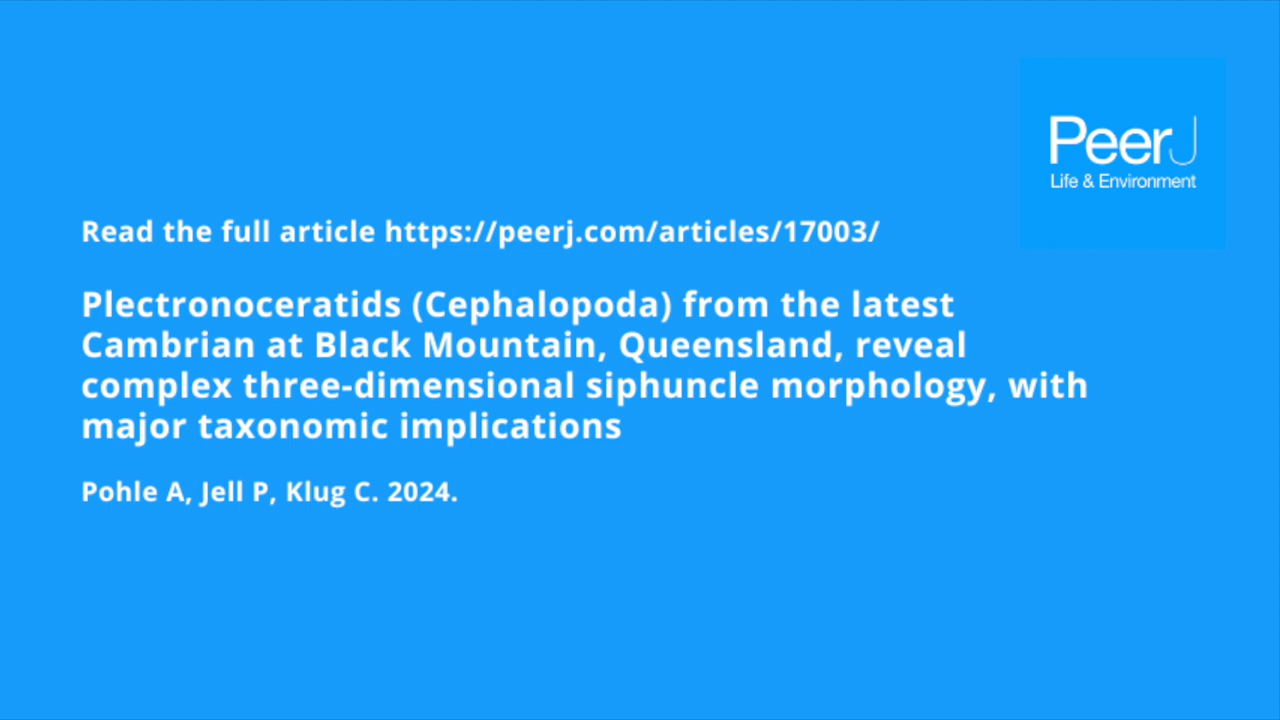 PeerJ
Life & Environment
Read the full article https://peerj.com/articles/17003/
Plectronoceratids (Cephalopoda) from the latest
Cambrian at Black Mountain, Queensland, reveal
complex three-dimensional siphuncle morphology, with
major taxonomic implications
Pohle A, Jell P, Klug C. 2024.